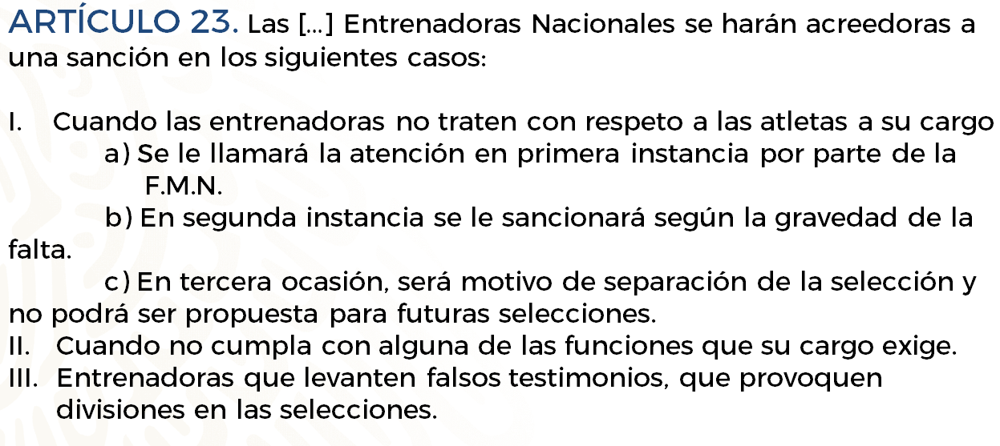 ARTÍCULO 23. Las [...] Entrenadoras Nacionales se harán acreedoras a
una sanción en los siguientes casos:
I. Cuando las entrenadoras no traten con respeto a las atletas a su cargo
a) Se le llamará la atención en primera instancia por parte de la
F.M.N.
b) En segunda instancia se le sancionará según la gravedad de la
falta.
c) En tercera ocasión, será motivo de separación de la selección y
no podrá ser propuesta para futuras selecciones.
II. Cuando no cumpla con alguna de las funciones que su cargo exige.
III. Entrenadoras que levanten falsos testimonios, que provoquen
divisiones en las selecciones.